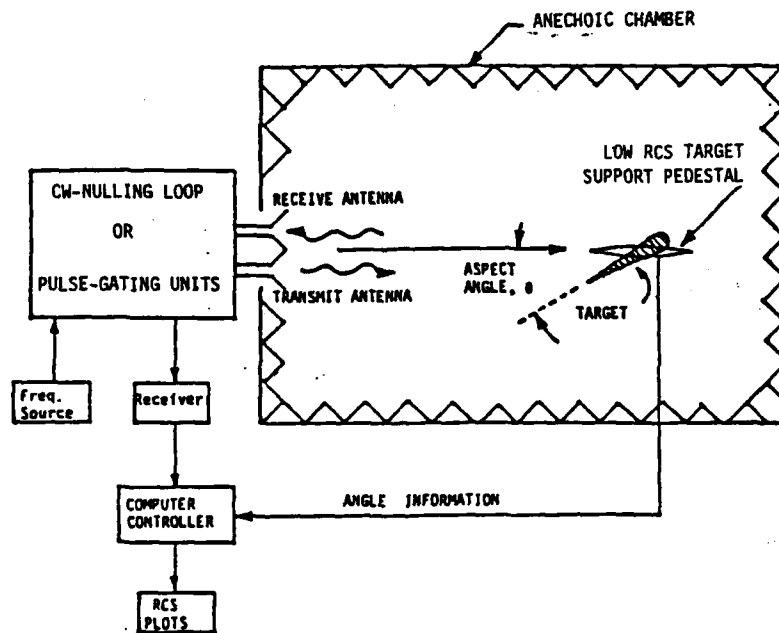 ANECHOIC CHAMBER
LOW RCS TARGET
SUPPORT PEDESTAL
CW-NULLING LOOP
OR
PULSE-GATING UNITS
RECEIVE ANTENNA
ASPECT
ANGLE, θ
TRANSMIT ANTENNA
TARGET
Freq.
Source
Receiver
COMPUTER
CONTROLLER
ANGLE INFORMATION
RCS
PLOTS